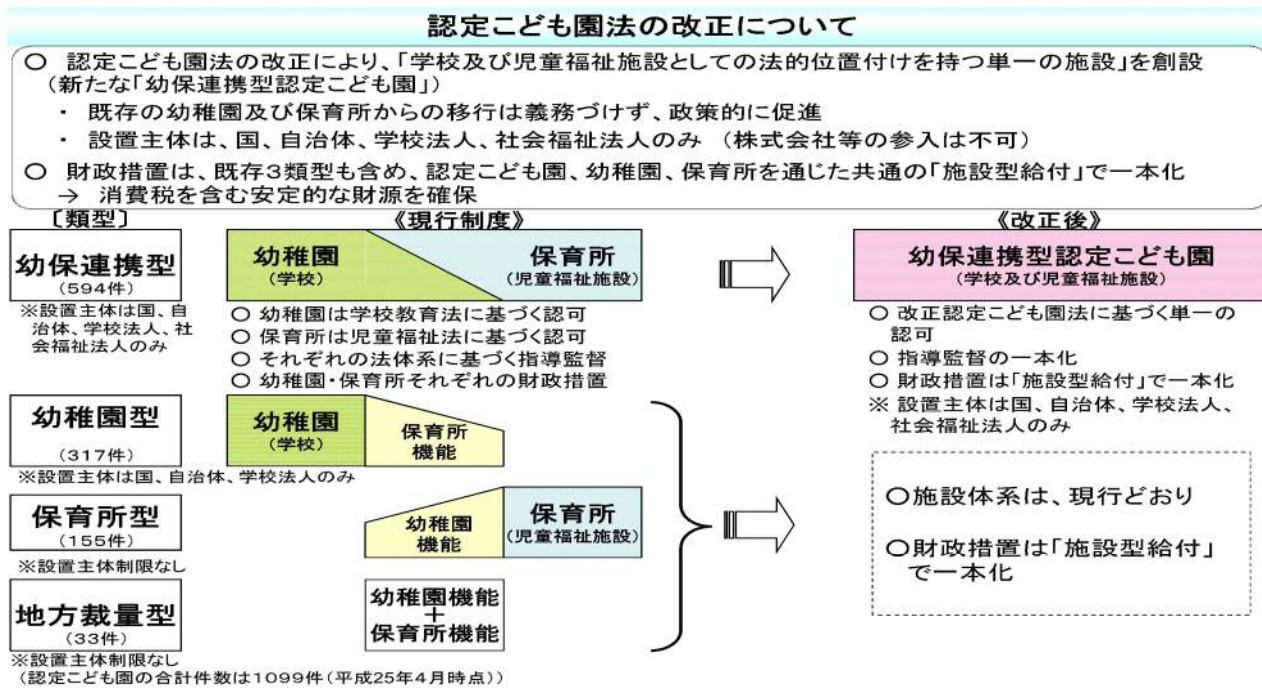 認定こども園法の改正について
○ 認定こども園法の改正により、「学校及び児童福祉施設としての法的位置付けを持つ単一の施設」を創設
（新たな「幼保連携型認定こども園」）
・ 既存の幼稚園及び保育所からの移行は義務づけず、政策的に促進
・ 設置主体は、国、自治体、学校法人、社会福祉法人のみ （株式会社等の参入は不可）
○ 財政措置は、既存３類型も含め、認定こども園、幼稚園、保育所を通じた共通の「施設型給付」で一本化
→ 消費税を含む安定的な財源を確保
〔類型〕
《現行制度》
《改正後》
幼保連携型
（594件）
※設置主体は国、自
治体、学校法人、社
会福祉法人のみ
幼稚園
（学校）
保育所
（児童福祉施設）
○ 幼稚園は学校教育法に基づく認可
○ 保育所は児童福祉法に基づく認可
○ それぞれの法体系に基づく指導監督
○ 幼稚園・保育所それぞれの財政措置
幼保連携型認定こども園
（学校及び児童福祉施設）
○ 改正認定こども園法に基づく単一の
認可
○ 指導監督の一本化
○ 財政措置は「施設型給付」で一本化
※ 設置主体は国、自治体、学校法人、
社会福祉法人のみ
幼稚園型
（317件）
※設置主体は国、自治体、学校法人のみ
幼稚園
（学校）
保育所
機能
保育所型
（155件）
※設置主体制限なし
幼稚園
機能
保育所
（児童福祉施設）
地方裁量型
（33件）
※設置主体制限なし
幼稚園機能
＋
保育所機能
○施設体系は、現行どおり
○財政措置は「施設型給付」
で一本化
（認定こども園の合計件数は1099件（平成25年4月時点））